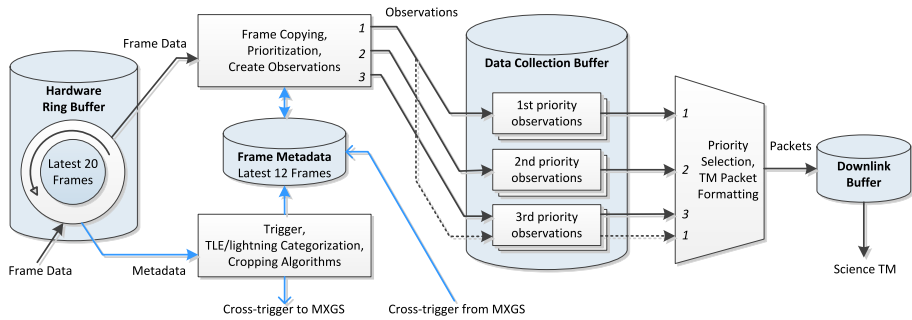 Observations
Frame Data
Frame Copying,
Prioritization,
Create Observations
1
2
3
Hardware
Ring Buffer
Latest 20
Frames
Frame Data
Metadata
Frame Metadata
Latest 12 Frames
Trigger,
TLE/lightning Categorization,
Cropping Algorithms
Cross-trigger to MXGS
Cross-trigger from MXGS
Data Collection Buffer
1st priority
observations
2nd priority
observations
3rd priority
observations
1
2
3
1
Priority
Selection,
TM Packet
Formatting
Packets
Downlink
Buffer
Science TM